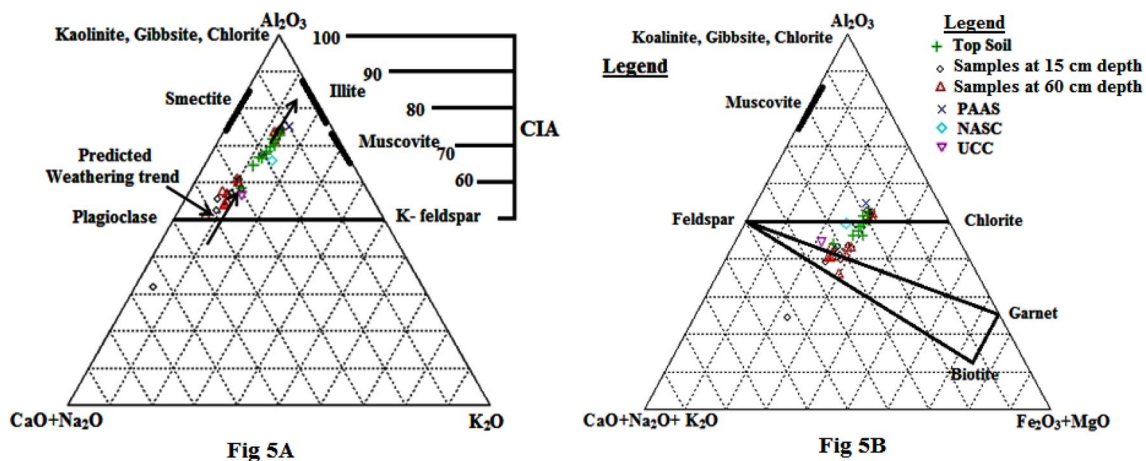 Al₂O₃
Kaolinite, Gibbsite, Chlorite
100
90
80
70
60
CIA
Smectite
Illite
Muscovite
Predicted
Weathering trend
Plagioclase
K- feldspar
CaO+Na₂O
K₂O
Fig 5A
Al₂O₃
Koalinite, Gibbsite, Chlorite
Legend
Legend
Top Soil
Samples at 15 cm depth
Samples at 60 cm depth
PAAS
NASC
UCC
Muscovite
Feldspar
Chlorite
Garnet
Biotite
CaO+Na₂O+ K₂O
Fe₂O₃+MgO
Fig 5B